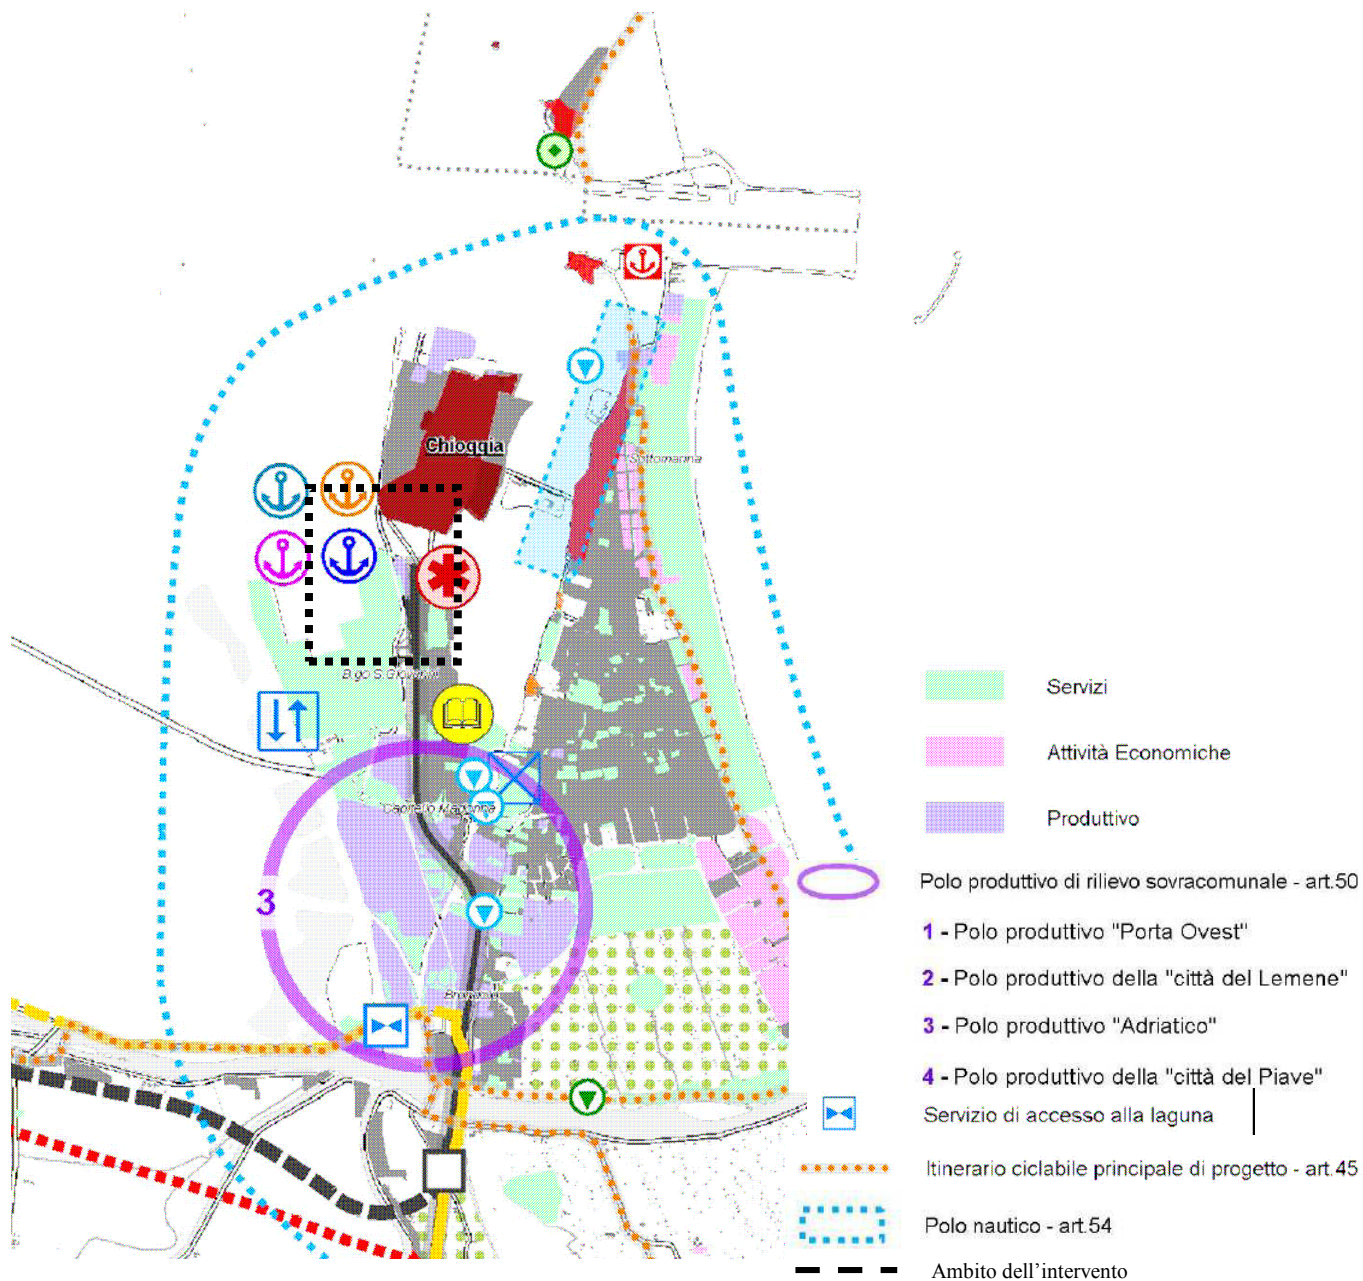 Chioggia
Sottomarina
B.go S.Giovanni
3
Servizi
Attività Economiche
Produttivo
Polo produttivo di rilievo sovracomunale - art.50
1 - Polo produttivo "Porta Ovest"
2 - Polo produttivo della "città del Lemene"
3 - Polo produttivo "Adriatico"
4 - Polo produttivo della "città del Piave"
Servizio di accesso alla laguna
Itinerario ciclabile principale di progetto - art.45
Polo nautico - art.54
Ambito dell'intervento